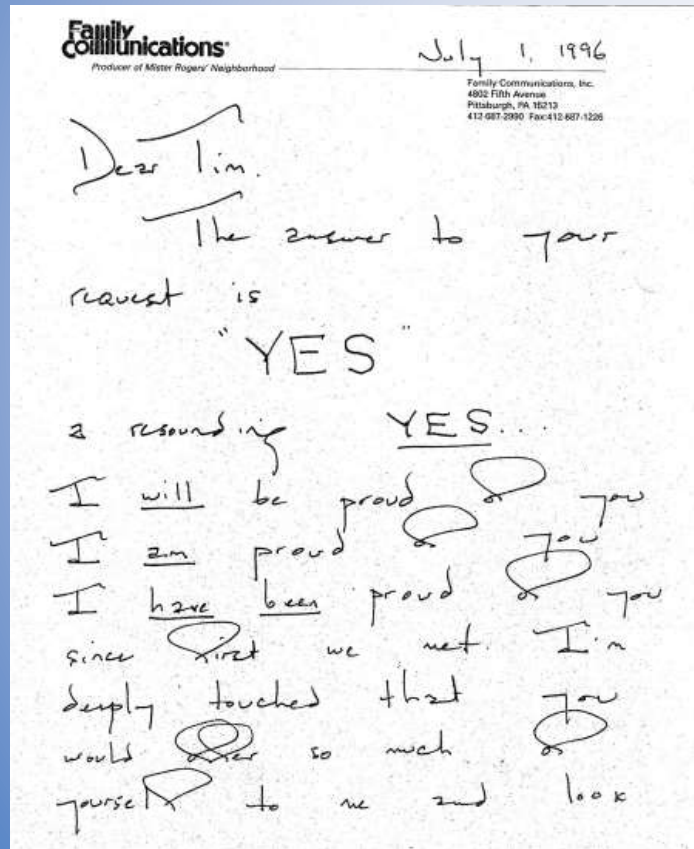 Family
Communications
Producer of Mister Rogers' Neighborhood
July 1, 1996
Family Communications, Inc.
4802 Fifth Avenue
Pittsburgh, PA 15213
412-687-2990 Fax:412-687-1226
Dear Tim.
The answer to your
request is
"YES"
a resounding YES...
I will be proud of you
I am proud of you
I have been proud of you
since first we met. I'm
deeply touched that you
would offer so much of
yourself to me and look